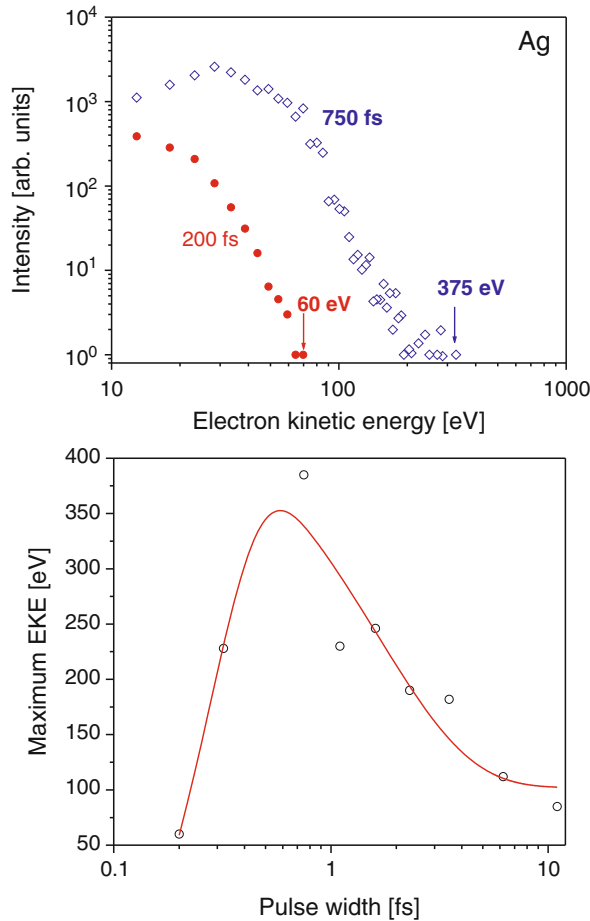 Ag
Intensity [arb. units]
10⁴
10³
10²
10¹
10⁰
750 fs
200 fs
60 eV
375 eV
10
100
1000
Electron kinetic energy [eV]
Maximum EKE [eV]
400
350
300
250
200
150
100
50
0.1
1
10
Pulse width [fs]